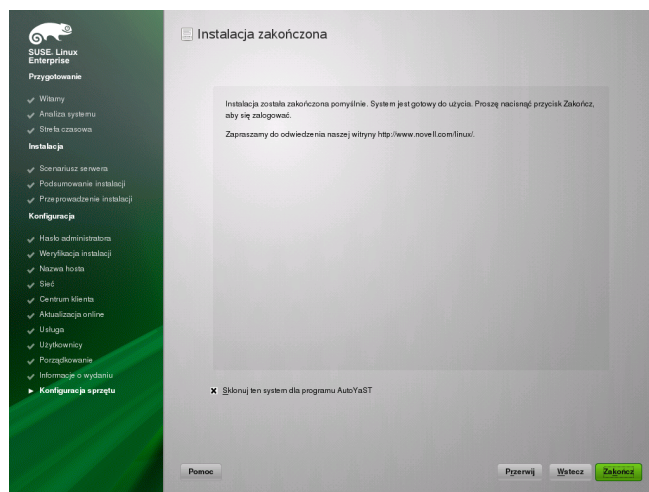 SUSE. Linux
Enterprise
Przygotowanie
Witamy
Analiza systemu
Strefa czasowa
Instalacja
Scenariusz serwera
Podsumowanie instalacji
Przeprowadzenie instalacji
Konfiguracja
Hasło administratora
Weryfikacja instalacji
Nazwa hosta
Sieć
Centrum klienta
Aktualizacja online
Usługa
Użytkownicy
Porządkowanie
Informacje o wydaniu
Konfiguracja sprzętu
Instalacja zakończona
Instalacja została zakończona pomyślnie. System jest gotowy do użycia. Proszę nacisnąć przycisk Zakończ,
aby się zalogować.
Zapraszamy do odwiedzenia naszej witryny http://www.novell.com/linux/.
Sklonuj ten system dla programu AutoYaST
Pomoc
Przerwij
Wstecz
Zakończ